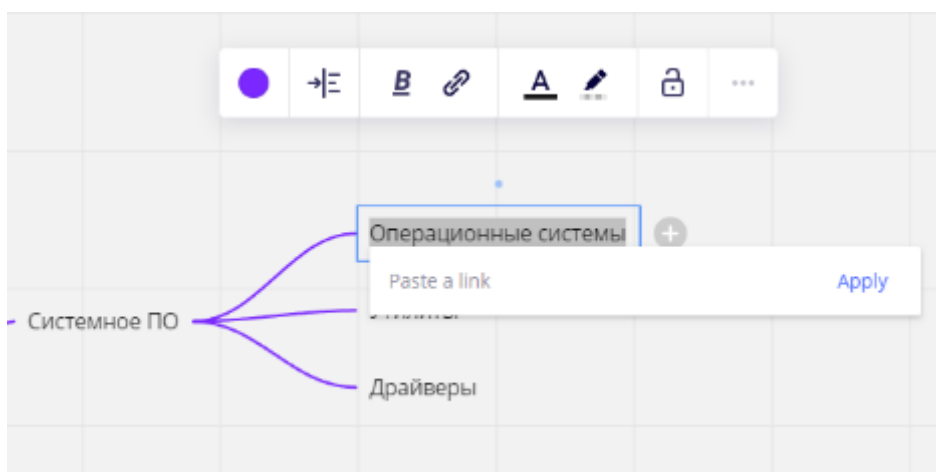 B A
Операционные системы
Paste a link Apply
Системное ПО
Драйверы